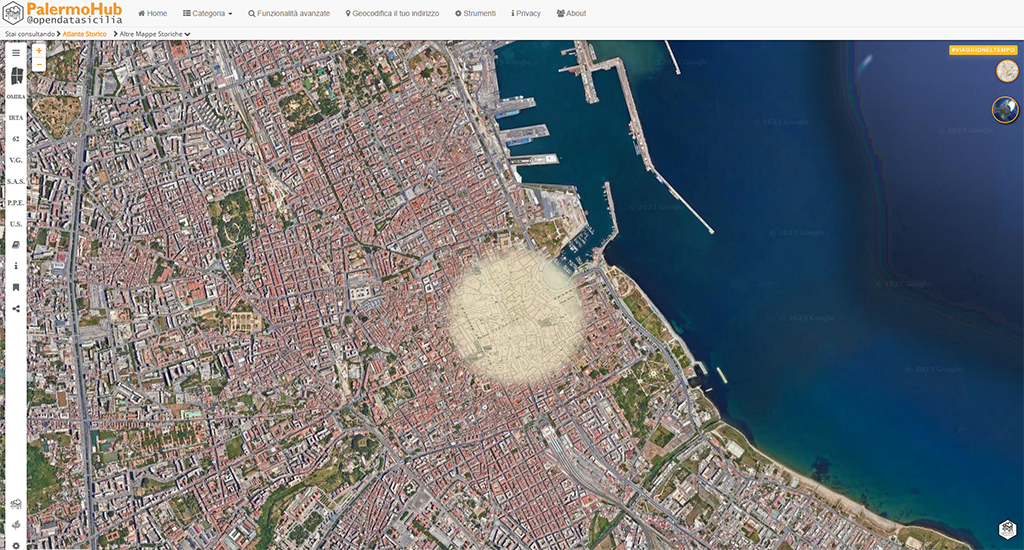 PalermoHub
@opendatasicilia
Home
Categoria
Funzionalità avanzate
Geocodifica il tuo indirizzo
Strumenti
Privacy
About
Stai consultando
Atlante Storico
Altre Mappe Storiche
#VIAGGIONELTEMPO
+
−
OMIRA
IRTA
62
V.G.
S.A.S.
P.P.E.
U.S.
© 2023 Google
© 2023 Google
© 2023 Google
© 2023 Google
© 2023 Google
© 2023 Google